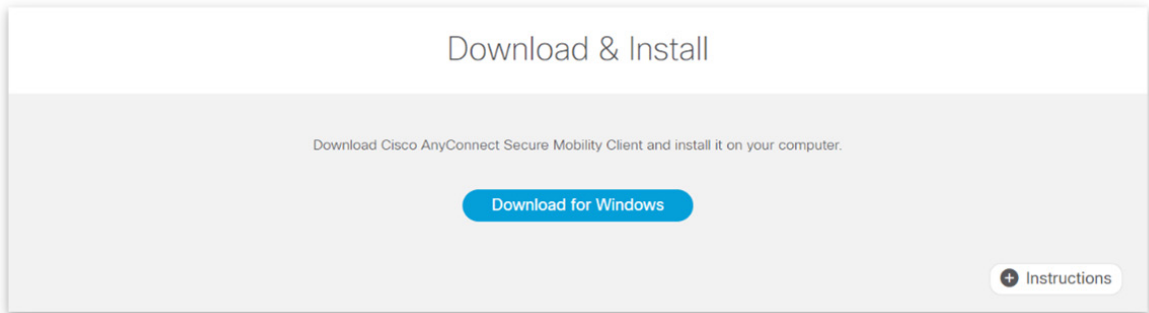 Download & Install
Download Cisco AnyConnect Secure Mobility Client and install it on your computer.
Download for Windows
Instructions